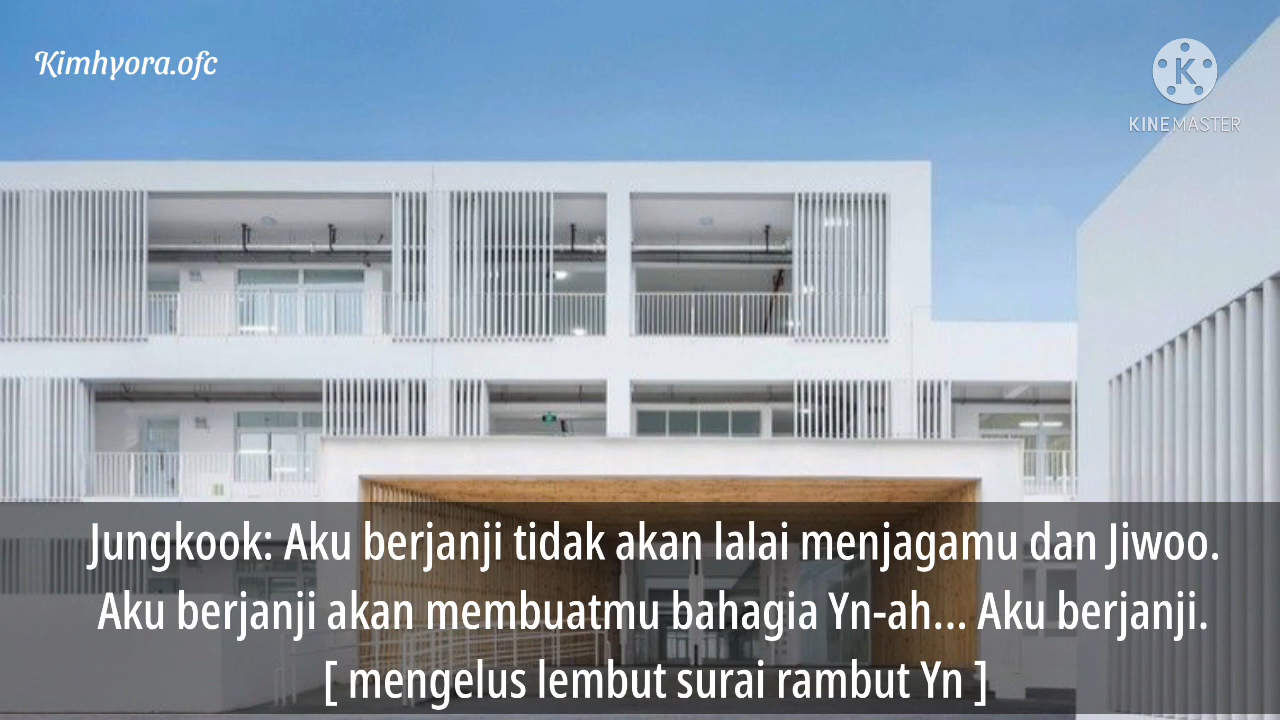 Kimhyora.ofc
K
KINEMASTER
Jungkook: Aku berjanji tidak akan lalai menjagamu dan Jiwoo.
Aku berjanji akan membuatmu bahagia Yn-ah... Aku berjanji.
[ mengelus lembut surai rambut Yn ]